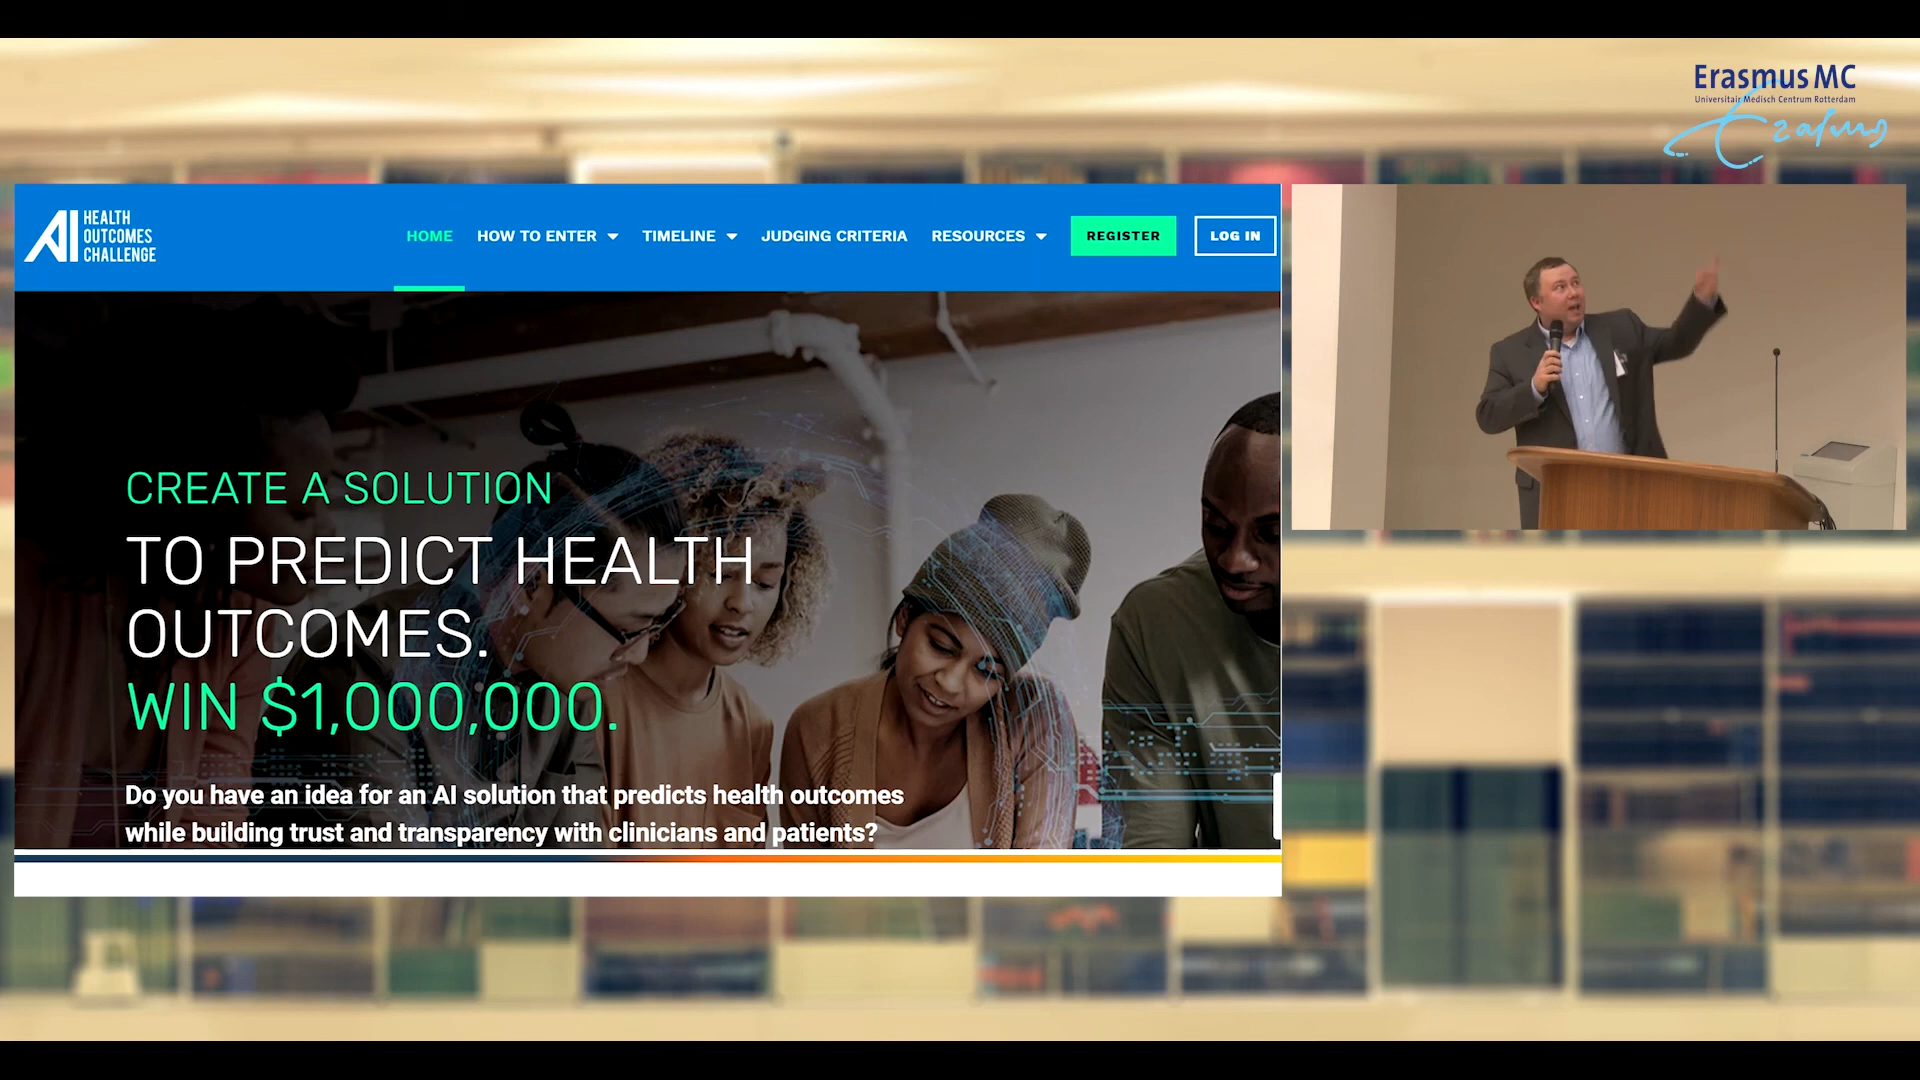 Erasmus MC
Universitair Medisch Centrum Rotterdam
Erasmus
AI HEALTH
OUTCOMES
CHALLENGE
HOME
HOW TO ENTER
TIMELINE
JUDGING CRITERIA
RESOURCES
REGISTER
LOG IN
CREATE A SOLUTION
TO PREDICT HEALTH
OUTCOMES.
WIN $1,000,000.
Do you have an idea for an AI solution that predicts health outcomes
while building trust and transparency with clinicians and patients?